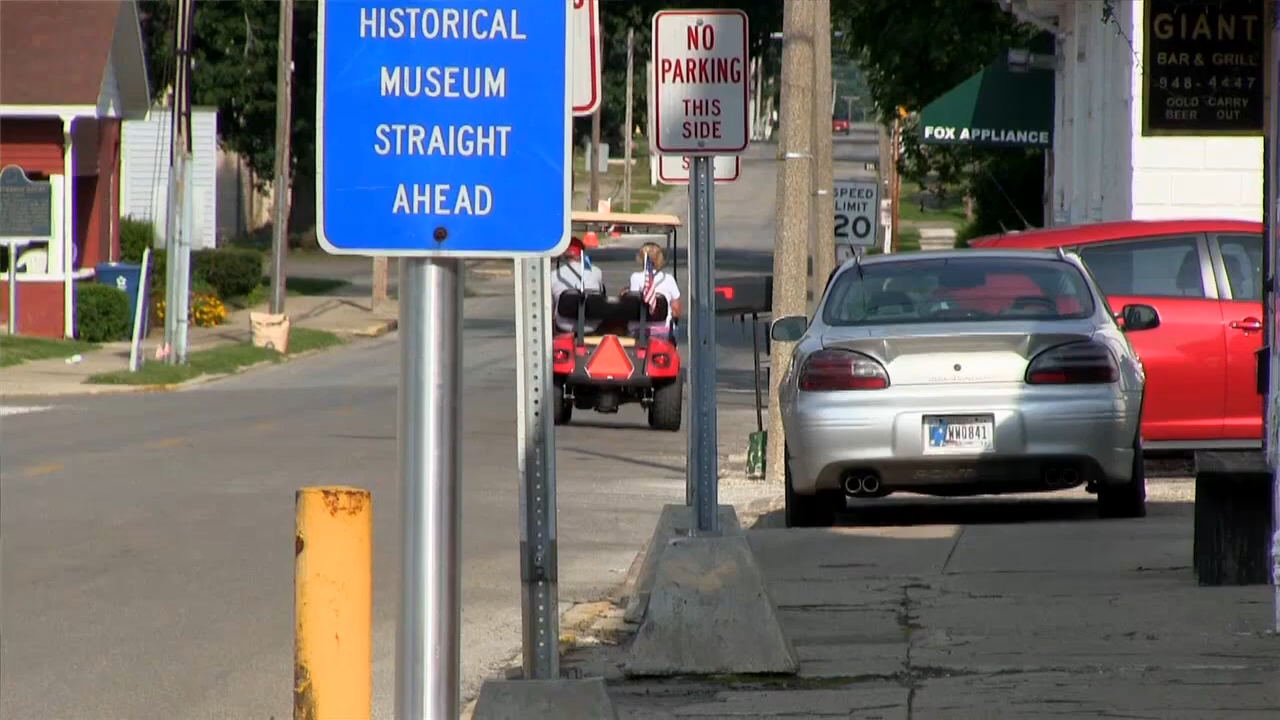 HISTORICAL
MUSEUM
STRAIGHT
AHEAD
NO
PARKING
THIS
SIDE
SPEED
LIMIT
20
FOX APPLIANCE
GIANT
BAR & GRILL
948-4447
COLD CARRY
BEER OUT
WWO841